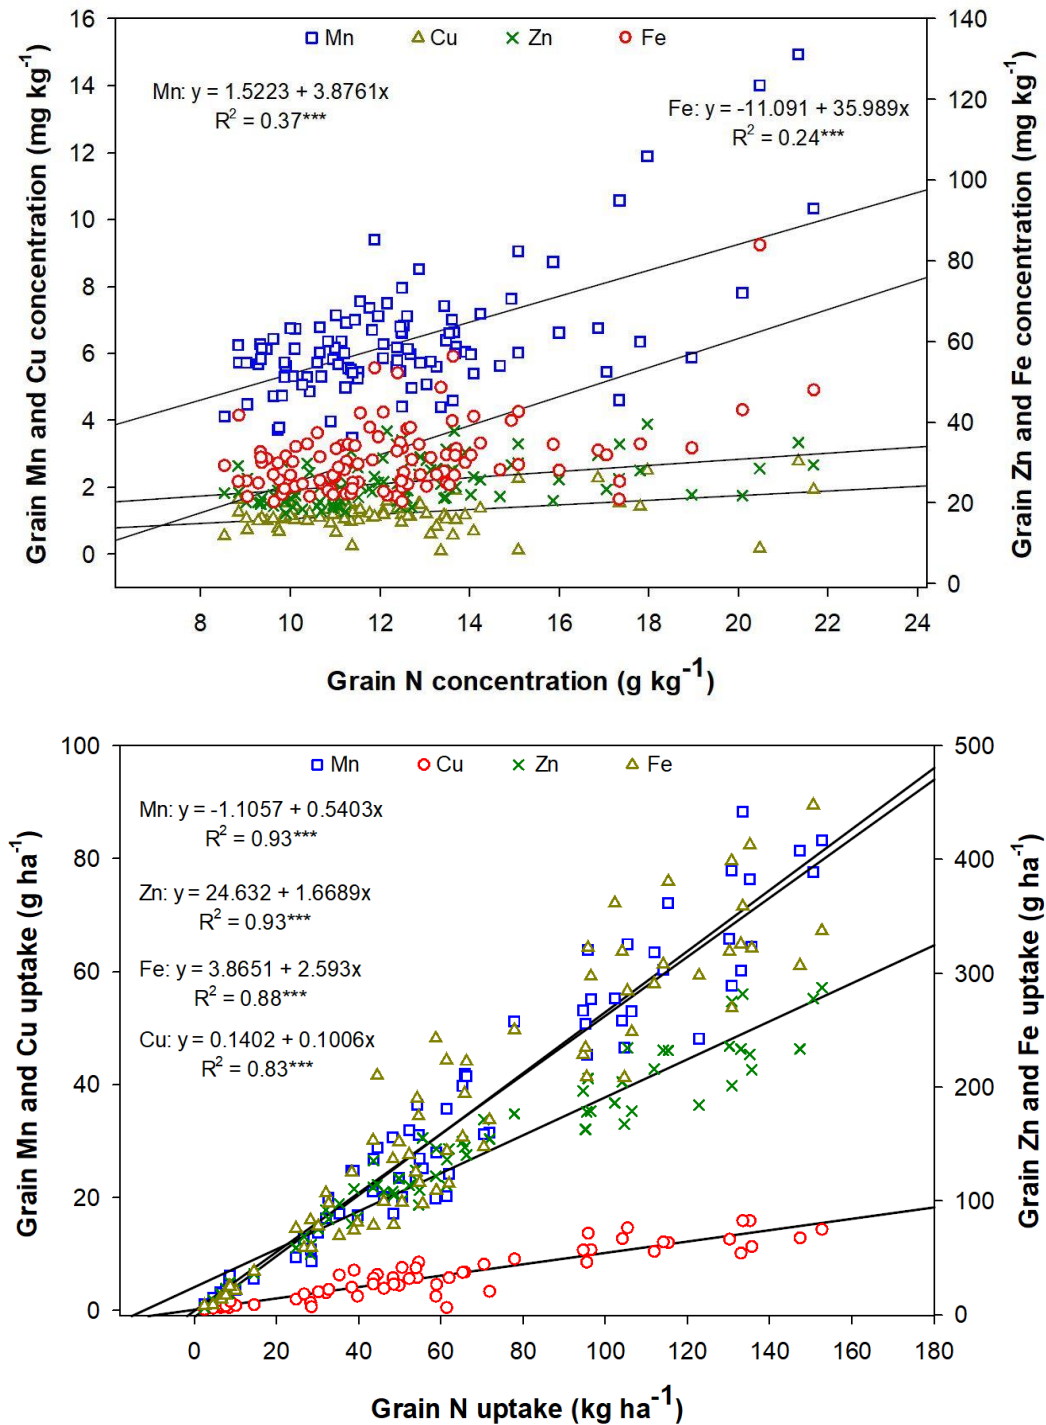 Mn Cu Zn Fe
Mn: y = 1.5223 + 3.8761x
R² = 0.37***
Fe: y = -11.091 + 35.989x
R² = 0.24***
Grain Mn and Cu concentration (mg kg⁻¹)
16
14
12
10
8
6
4
2
0
Grain Zn and Fe concentration (mg kg⁻¹)
140
120
100
80
60
40
20
0
8 10 12 14 16 18 20 22 24
Grain N concentration (g kg⁻¹)
Mn Cu Zn Fe
Mn: y = -1.1057 + 0.5403x
R² = 0.93***
Zn: y = 24.632 + 1.6689x
R² = 0.93***
Fe: y = 3.8651 + 2.593x
R² = 0.88***
Cu: y = 0.1402 + 0.1006x
R² = 0.83***
Grain Mn and Cu uptake (g ha⁻¹)
100
80
60
40
20
0
Grain Zn and Fe uptake (g ha⁻¹)
500
400
300
200
100
0
0 20 40 60 80 100 120 140 160 180
Grain N uptake (kg ha⁻¹)